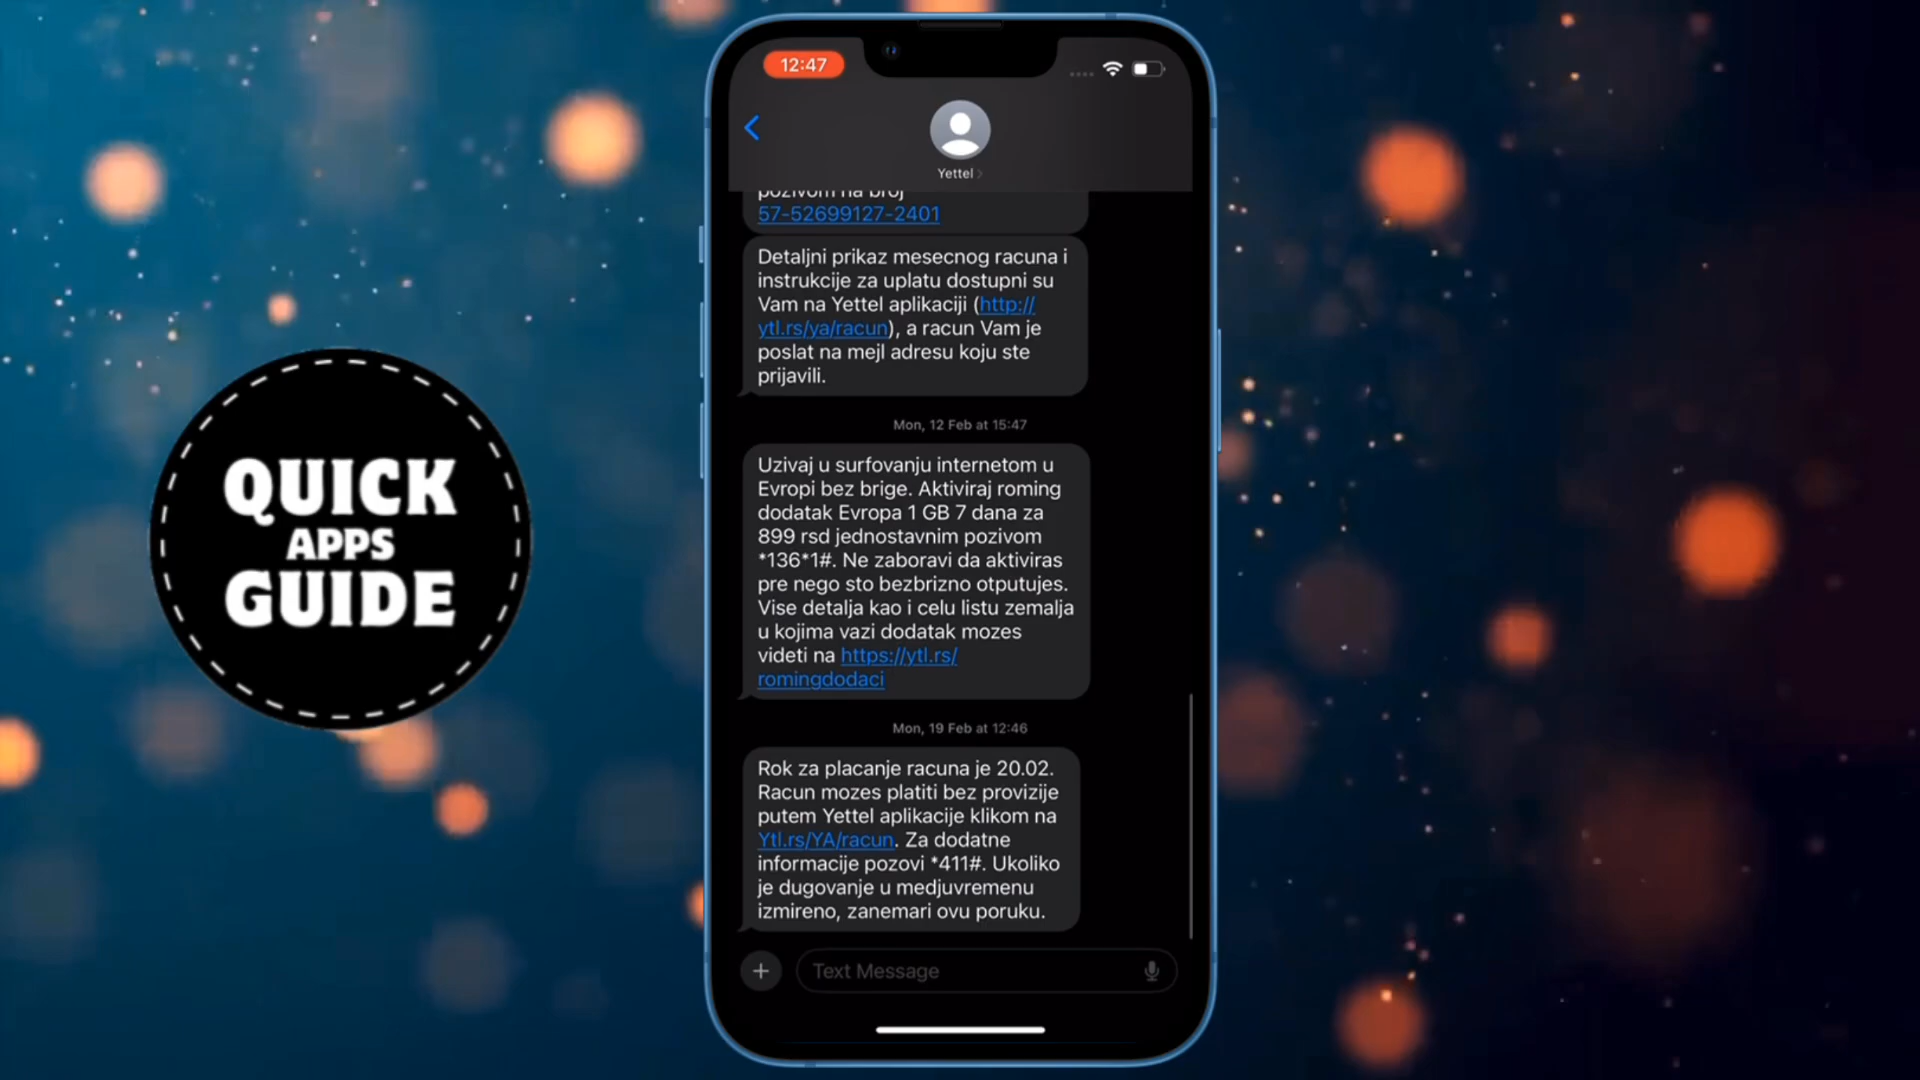 12:47
Yettel
pozivom na broj
57-52699127-2401
Detaljni prikaz mesecnog racuna i
instrukcije za uplatu dostupni su
Vam na Yettel aplikaciji (http://
ytl.rs/ya/racun), a racun Vam je
poslat na mejl adresu koju ste
prijavili.
Mon, 12 Feb at 15:47
Uzivaj u surfovanju internetom u
Evropi bez brige. Aktiviraj roming
dodatak Evropa 1 GB 7 dana za
899 rsd jednostavnim pozivom
*136*1#. Ne zaboravi da aktiviras
pre nego sto bezbrizno otputujes.
Vise detalja kao i celu listu zemalja
u kojima vazi dodatak mozes
videti na https://ytl.rs/
romingdodaci
Mon, 19 Feb at 12:46
Rok za placanje racuna je 20.02.
Racun mozes platiti bez provizije
putem Yettel aplikacije klikom na
Ytl.rs/YA/racun. Za dodatne
informacije pozovi *411#. Ukoliko
je dugovanje u medjuvremenu
izmireno, zanemari ovu poruku.
Text Message
QUICK
APPS
GUIDE